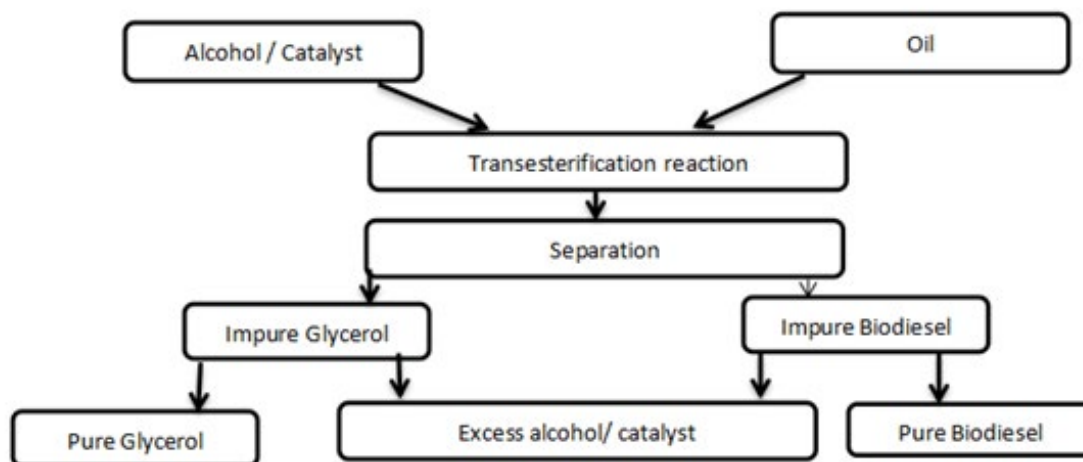 Alcohol / Catalyst
Oil
Transesterification reaction
Separation
Impure Glycerol
Impure Biodiesel
Pure Glycerol
Excess alcohol/ catalyst
Pure Biodiesel